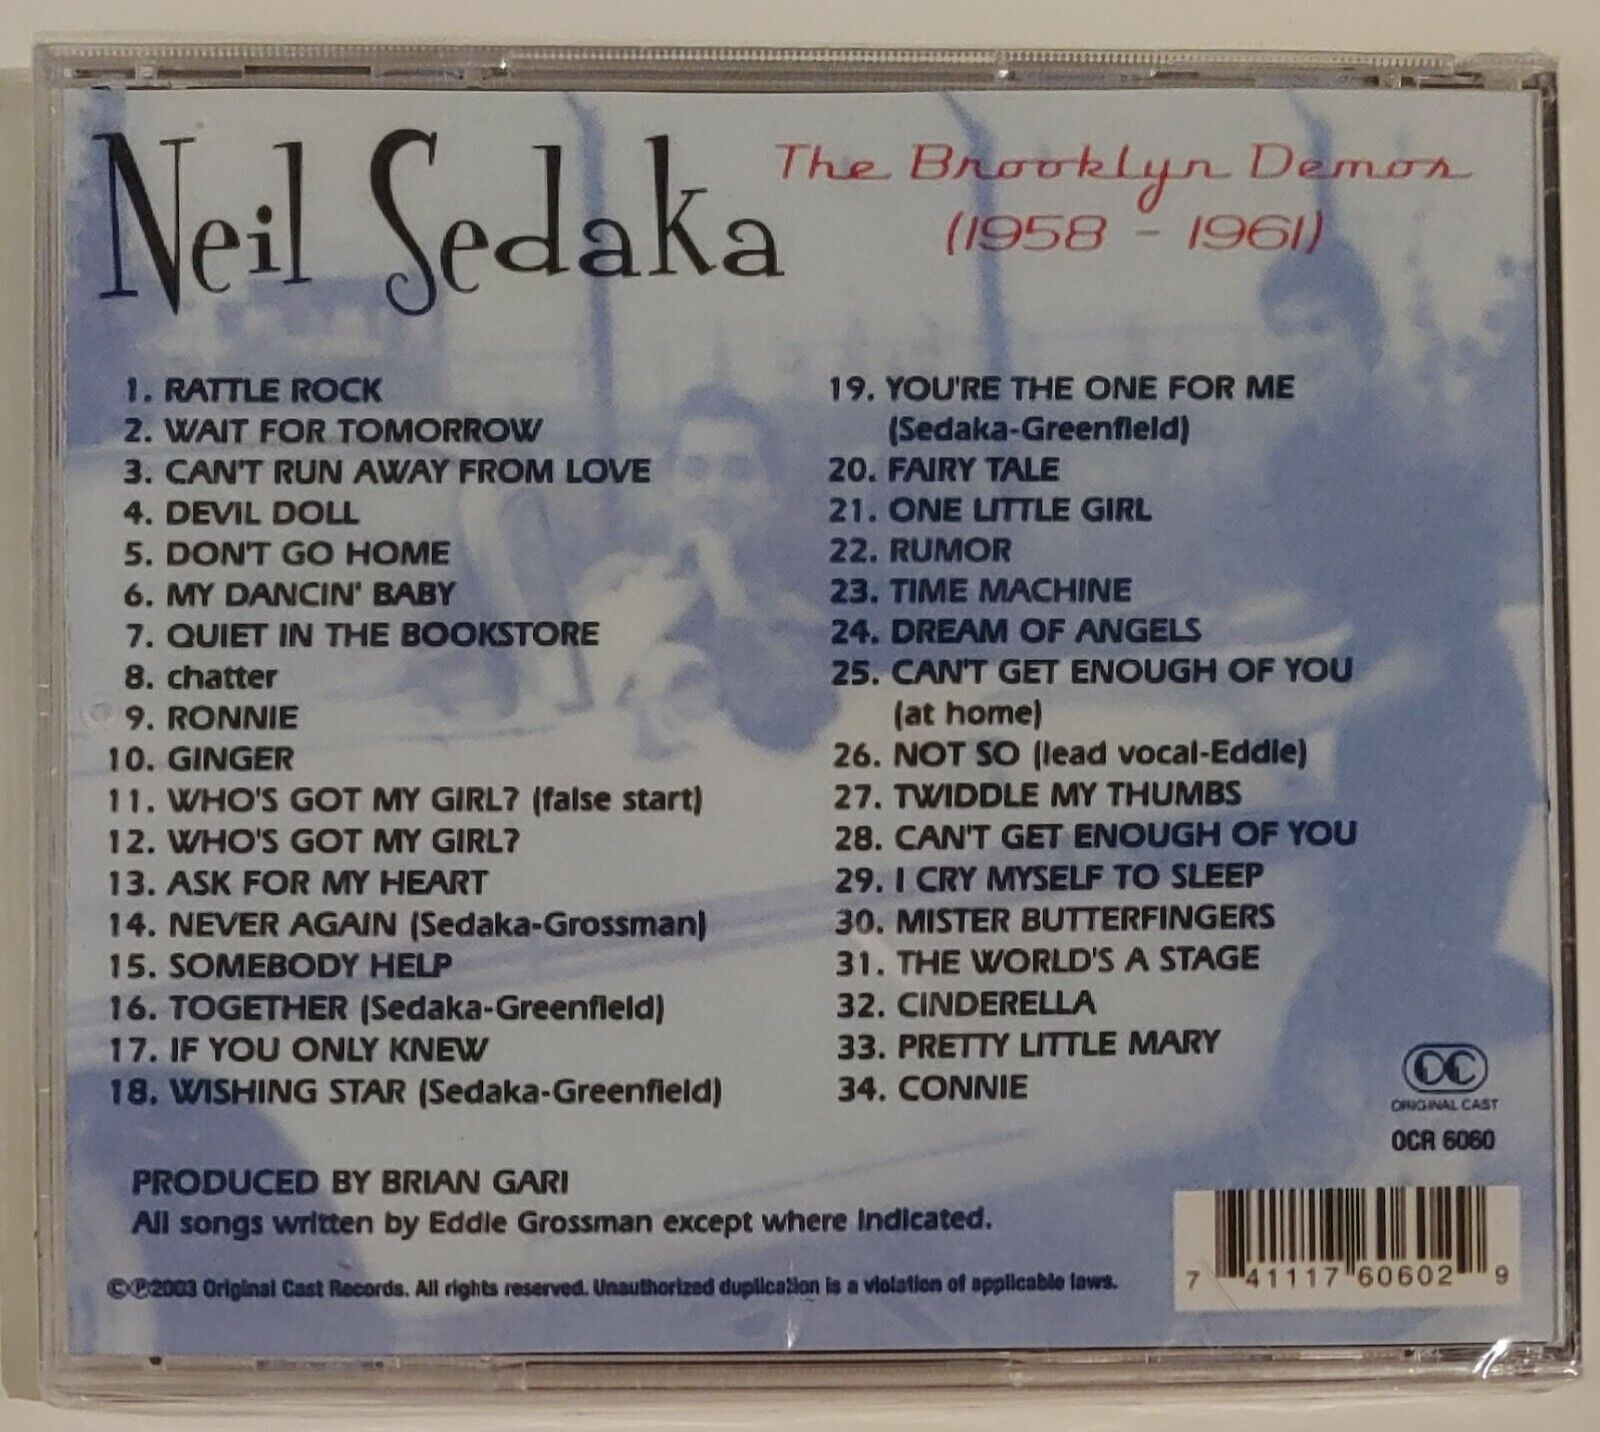 Neil Sedaka
The Brooklyn Demos
(1958 - 1961)
1. RATTLE ROCK
2. WAIT FOR TOMORROW
3. CAN'T RUN AWAY FROM LOVE
4. DEVIL DOLL
5. DON'T GO HOME
6. MY DANCIN' BABY
7. QUIET IN THE BOOKSTORE
8. chatter
9. RONNIE
10. GINGER
11. WHO'S GOT MY GIRL? (false start)
12. WHO'S GOT MY GIRL?
13. ASK FOR MY HEART
14. NEVER AGAIN (Sedaka-Grossman)
15. SOMEBODY HELP
16. TOGETHER (Sedaka-Greenfield)
17. IF YOU ONLY KNEW
18. WISHING STAR (Sedaka-Greenfield)
19. YOU'RE THE ONE FOR ME
(Sedaka-Greenfield)
20. FAIRY TALE
21. ONE LITTLE GIRL
22. RUMOR
23. TIME MACHINE
24. DREAM OF ANGELS
25. CAN'T GET ENOUGH OF YOU
(at home)
26. NOT SO (lead vocal-Eddie)
27. TWIDDLE MY THUMBS
28. CAN'T GET ENOUGH OF YOU
29. I CRY MYSELF TO SLEEP
30. MISTER BUTTERFINGERS
31. THE WORLD'S A STAGE
32. CINDERELLA
33. PRETTY LITTLE MARY
34. CONNIE
PRODUCED BY BRIAN GARI
All songs written by Eddie Grossman except where indicated.
©℗2003 Original Cast Records. All rights reserved. Unauthorized duplication is a violation of applicable laws.
OC
ORIGINAL CAST
OCR 6060
7 41117 60602 9